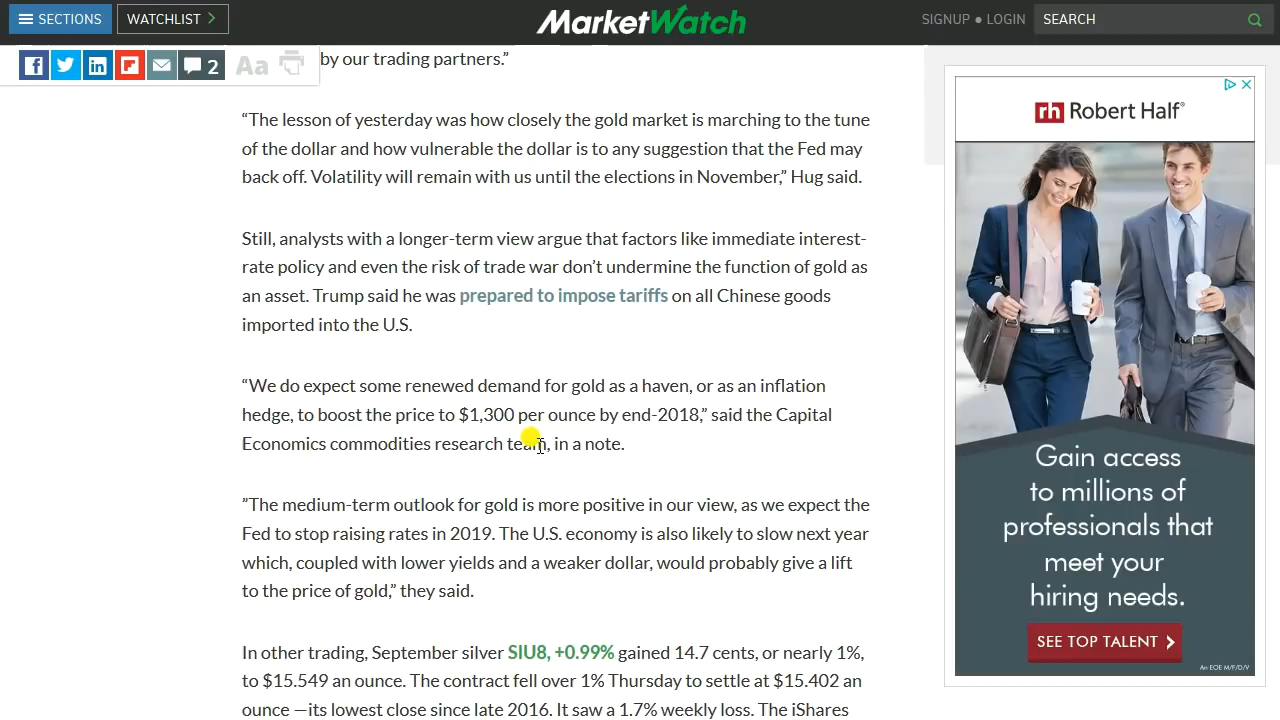 SECTIONS
WATCHLIST
MarketWatch
SIGNUP • LOGIN
SEARCH
2
Aa
by our trading partners.”
“The lesson of yesterday was how closely the gold market is marching to the tune
of the dollar and how vulnerable the dollar is to any suggestion that the Fed may
back off. Volatility will remain with us until the elections in November,” Hug said.
Still, analysts with a longer-term view argue that factors like immediate interest-
rate policy and even the risk of trade war don’t undermine the function of gold as
an asset. Trump said he was prepared to impose tariffs on all Chinese goods
imported into the U.S.
“We do expect some renewed demand for gold as a haven, or as an inflation
hedge, to boost the price to $1,300 per ounce by end-2018,” said the Capital
Economics commodities research team, in a note.
”The medium-term outlook for gold is more positive in our view, as we expect the
Fed to stop raising rates in 2019. The U.S. economy is also likely to slow next year
which, coupled with lower yields and a weaker dollar, would probably give a lift
to the price of gold,” they said.
In other trading, September silver SIU8, +0.99% gained 14.7 cents, or nearly 1%,
to $15.549 an ounce. The contract fell over 1% Thursday to settle at $15.402 an
ounce —its lowest close since late 2016. It saw a 1.7% weekly loss. The iShares
rh Robert Half®
Gain access
to millions of
professionals that
meet your
hiring needs.
SEE TOP TALENT
An EOE M/F/D/V